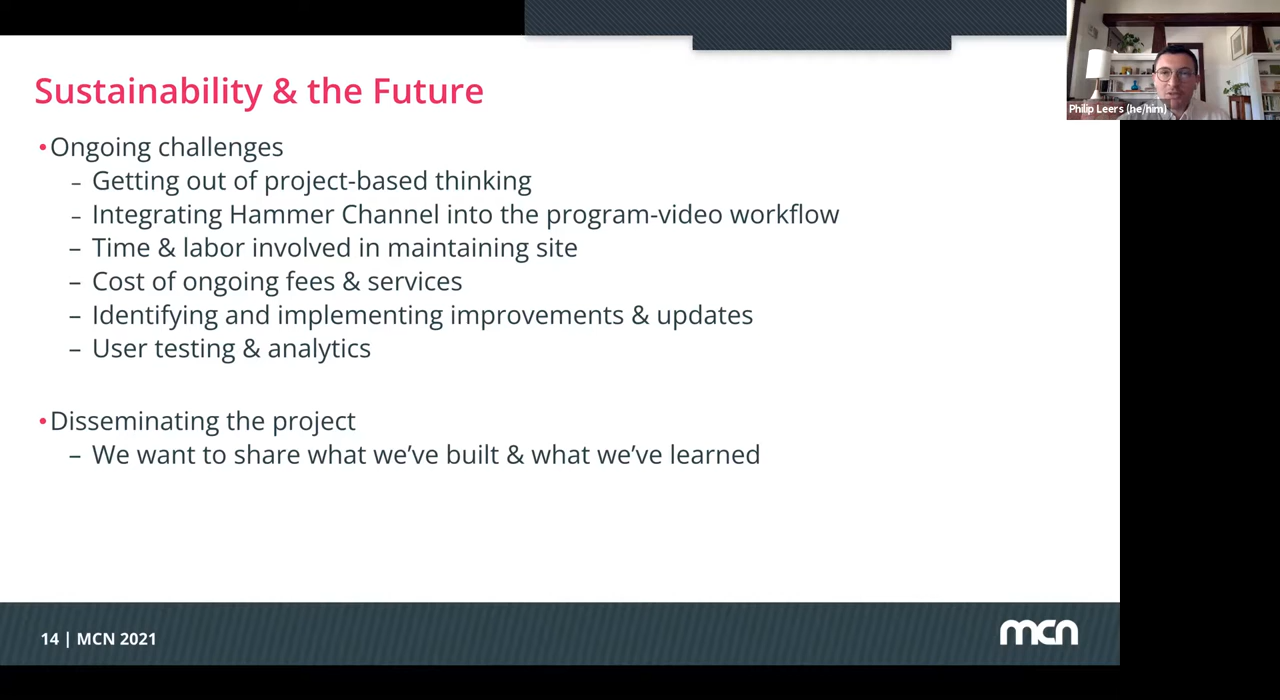 Sustainability & the Future
Philip Leers (he/him)
•Ongoing challenges
– Getting out of project-based thinking
– Integrating Hammer Channel into the program-video workflow
– Time & labor involved in maintaining site
– Cost of ongoing fees & services
– Identifying and implementing improvements & updates
– User testing & analytics
•Disseminating the project
– We want to share what we’ve built & what we’ve learned
14 | MCN 2021
mcn